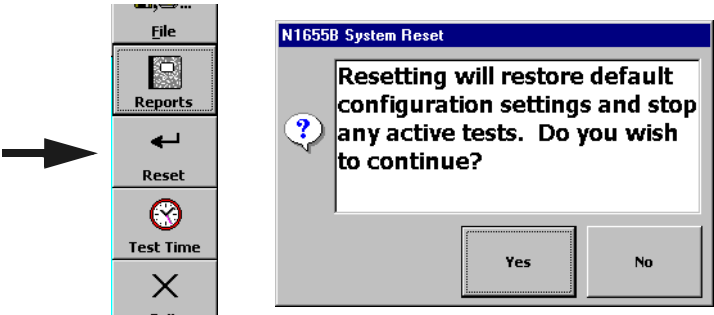 File
Reports
Reset
Test Time
N1655B System Reset
Resetting will restore default
configuration settings and stop
any active tests.  Do you wish
to continue?
Yes
No